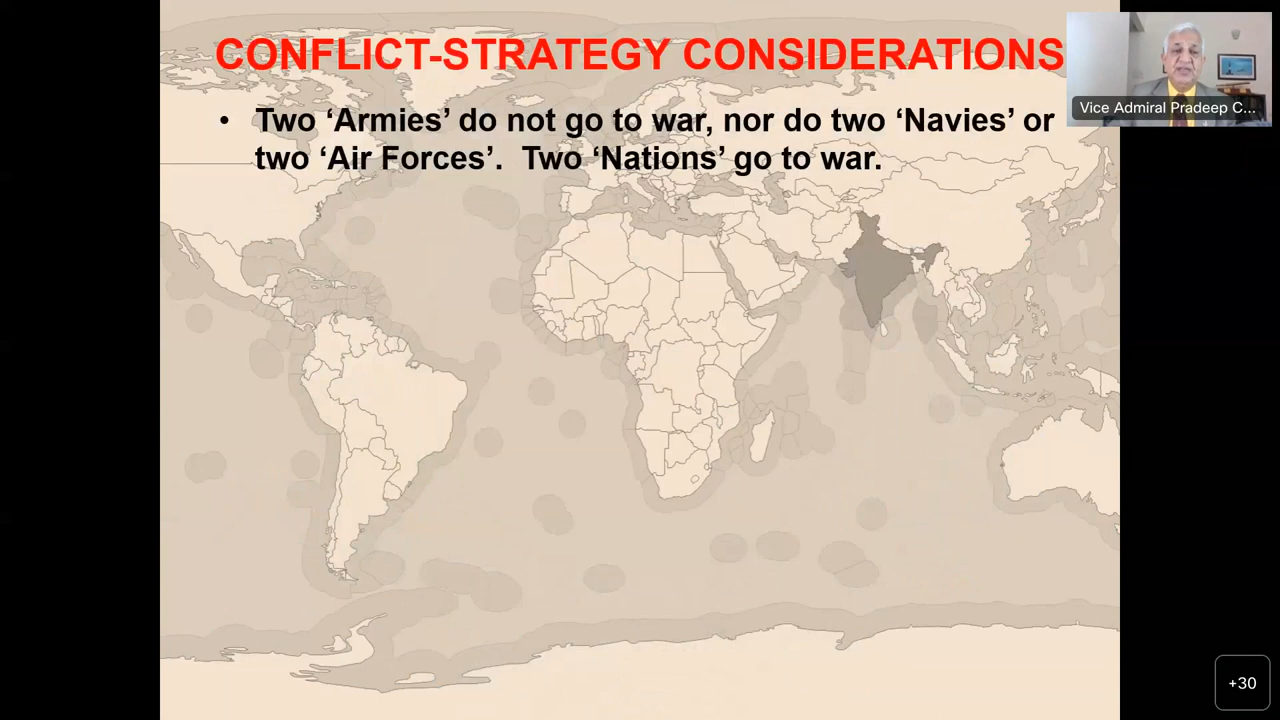 CONFLICT-STRATEGY CONSIDERATIONS
Vice Admiral Pradeep C...
• Two ‘Armies’ do not go to war, nor do two ‘Navies’ or
two ‘Air Forces’.  Two ‘Nations’ go to war.
+30